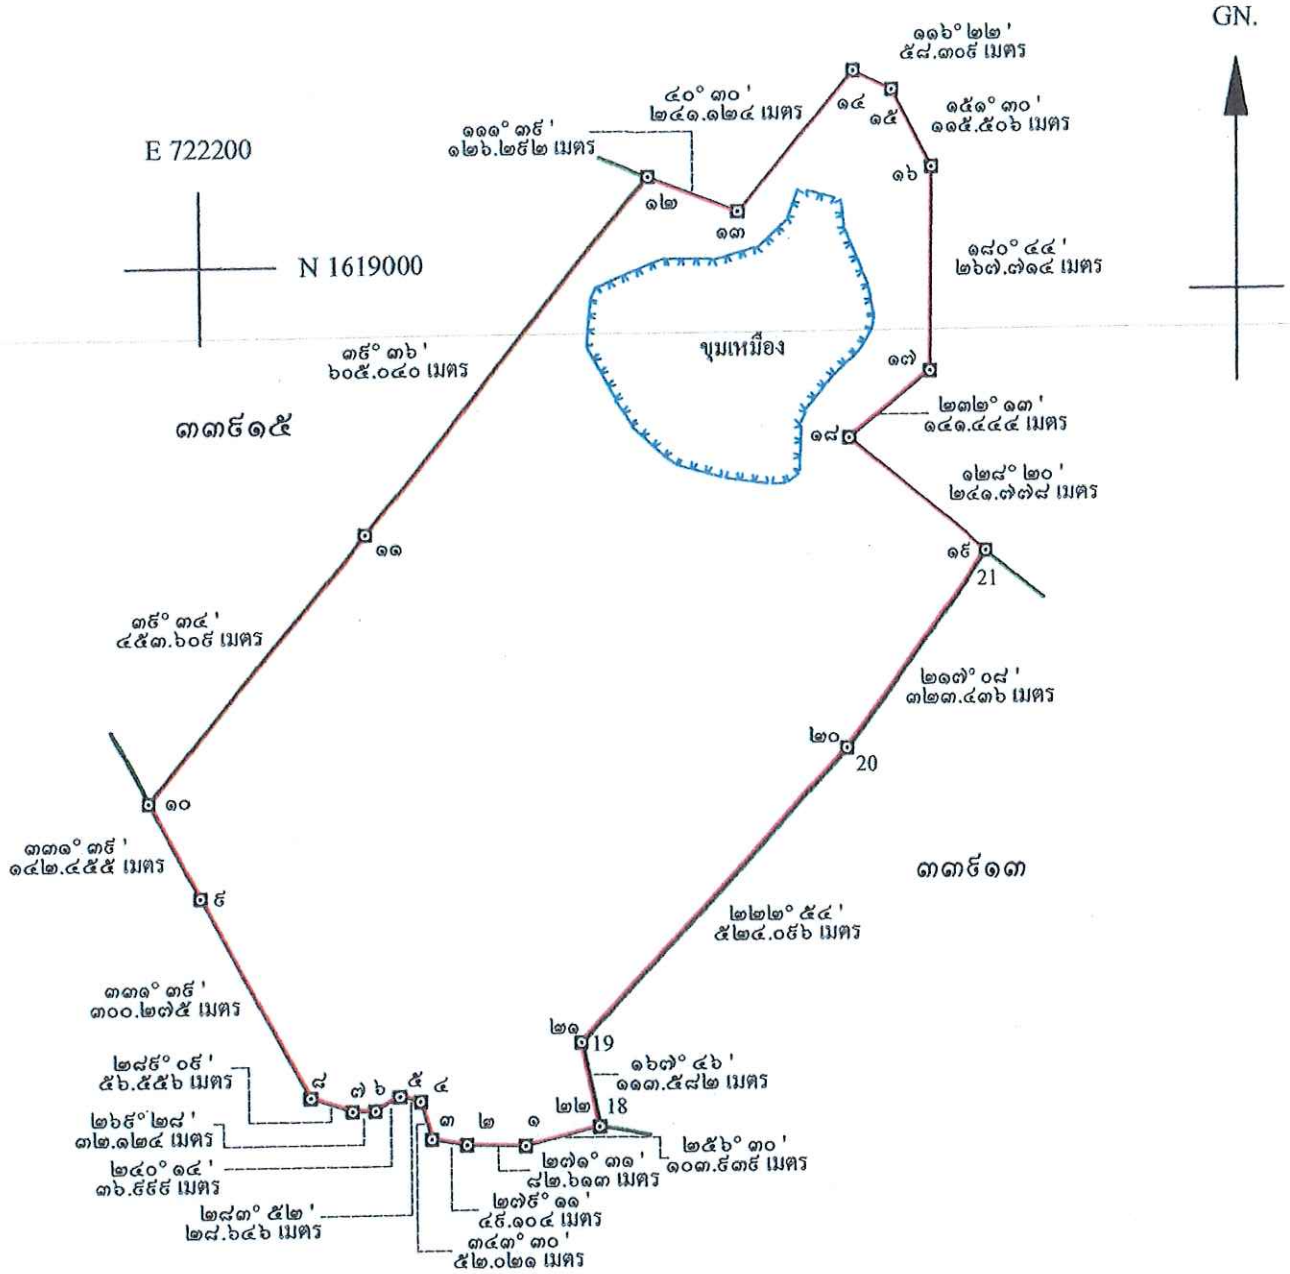 GN.
๑๑๖° ๒๒ '
๕๘.๓๐๙ เมตร
๔๐° ๓๐ '
๒๔๑.๑๒๔ เมตร
๑๔
๑๕
๑๕๑° ๓๐ '
๑๑๕.๕๐๖ เมตร
๑๑๑° ๓๙ '
๑๒๖.๒๙๒ เมตร
E 722200
๑๒
๑๖
๑๓
๑๘๐° ๔๔ '
๒๖๗.๗๑๔ เมตร
N 1619000
ขุมเหมือง
๓๙° ๓๖ '
๖๐๕.๐๔๐ เมตร
๑๗
๒๓๒° ๑๓ '
๑๔๑.๔๔๔ เมตร
๓๓๙๑๕
๑๘
๑๒๘° ๒๐ '
๒๔๑.๗๗๘ เมตร
๑๑
๑๙
21
๓๙° ๓๔ '
๔๕๓.๖๐๙ เมตร
๒๑๗° ๐๘ '
๓๒๓.๔๓๖ เมตร
๒๐
20
๑๐
๓๓๑° ๓๙ '
๑๔๒.๔๕๕ เมตร
๓๓๙๑๓
๙
๒๒๒° ๕๔ '
๕๒๔.๐๙๖ เมตร
๓๓๑° ๓๙ '
๓๐๐.๒๗๕ เมตร
๒๑
19
๑๖๗° ๔๖ '
๑๑๓.๕๘๒ เมตร
๒๘๙° ๐๙ '
๕๖.๕๕๖ เมตร
๘
๗
๖
๕
๔
๓
๒
๑
๒๒
18
๒๖๙° ๒๘ '
๓๒.๑๒๔ เมตร
๒๕๖° ๓๐ '
๑๐๓.๙๓๙ เมตร
๒๔๐° ๑๔ '
๓๖.๙๙๙ เมตร
๒๗๑° ๓๑ '
๘๒.๖๑๓ เมตร
๒๘๓° ๕๒ '
๒๘.๖๔๖ เมตร
๒๗๙° ๑๑ '
๔๙.๑๐๔ เมตร
๓๔๓° ๓๐ '
๕๒.๐๒๑ เมตร